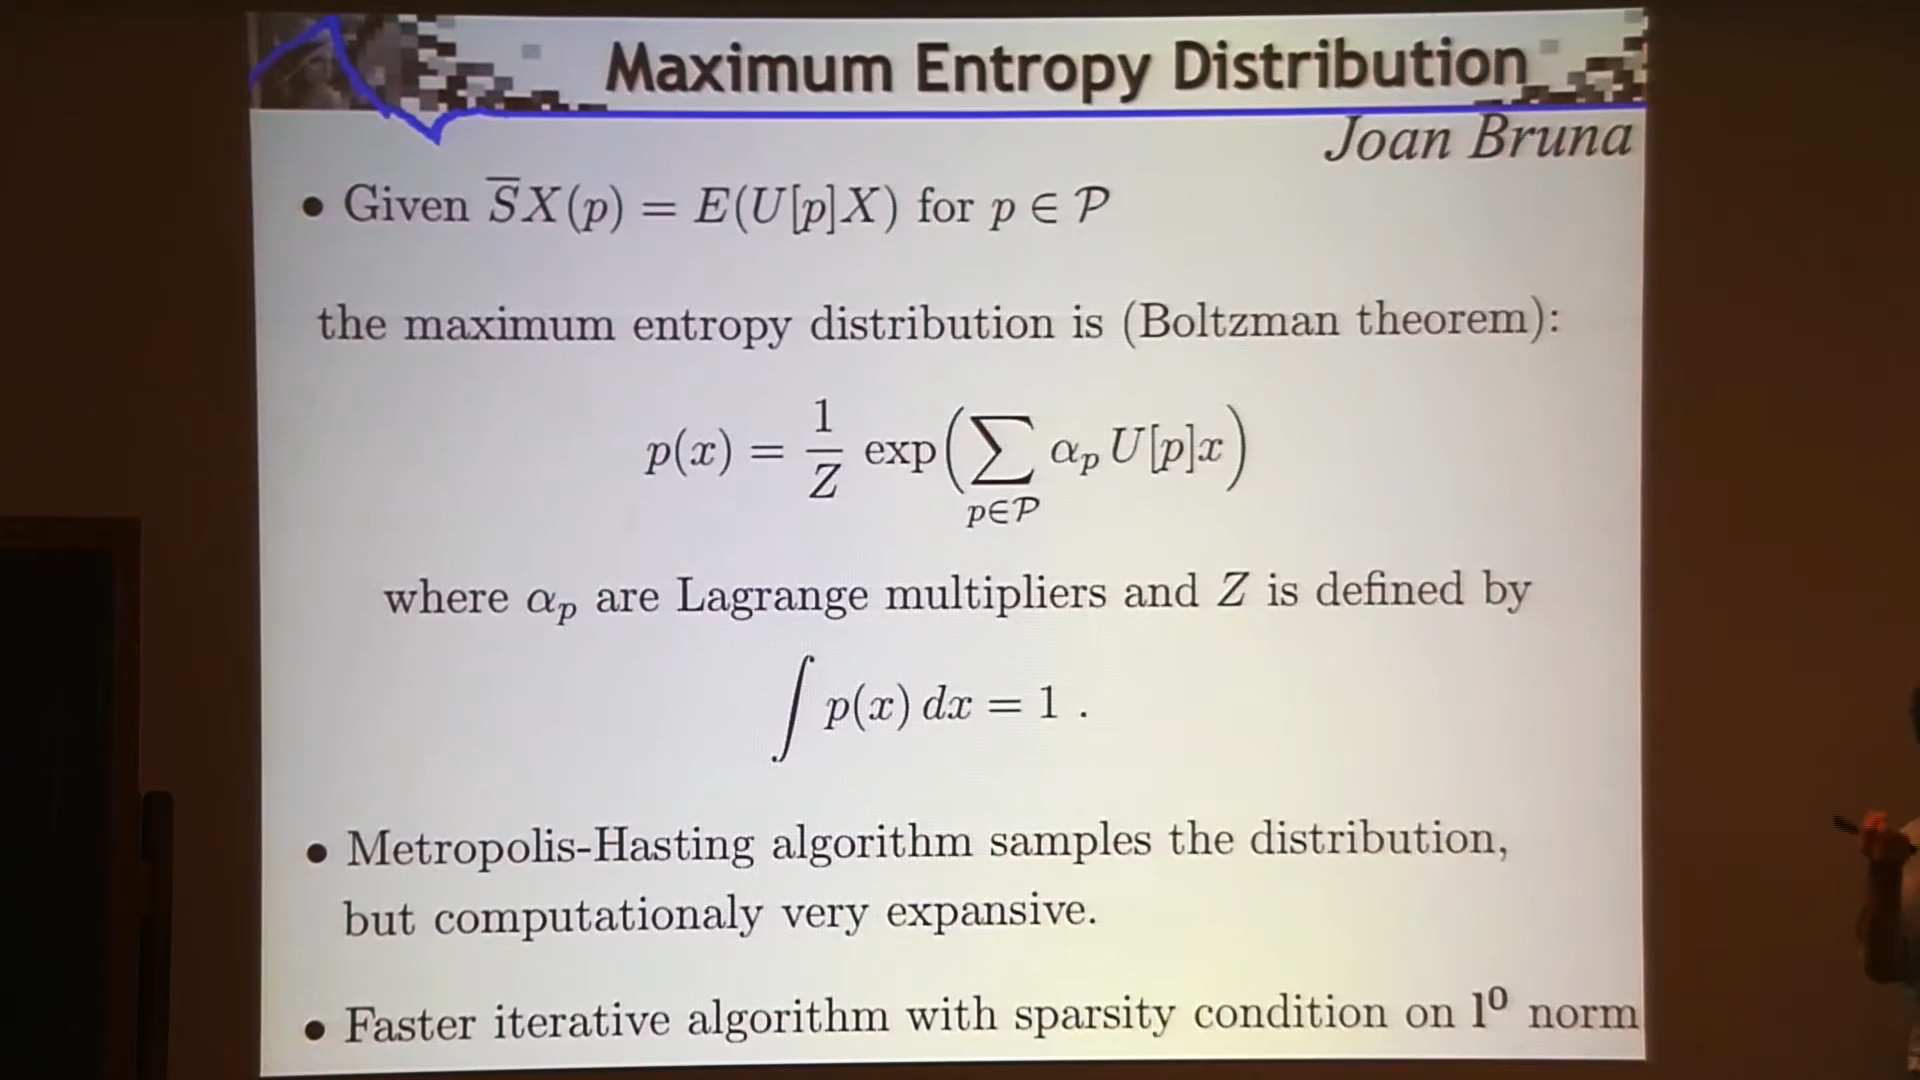 Maximum Entropy Distribution
Joan Bruna
• Given S̅X(p) = E(U[p]X) for p ∈ 𝒫
the maximum entropy distribution is (Boltzman theorem):
p(x) = 1/Z exp(∑_{p∈𝒫} α_p U[p]x)
where α_p are Lagrange multipliers and Z is defined by
∫ p(x) dx = 1 .
• Metropolis-Hasting algorithm samples the distribution,
but computationaly very expansive.
• Faster iterative algorithm with sparsity condition on l⁰ norm